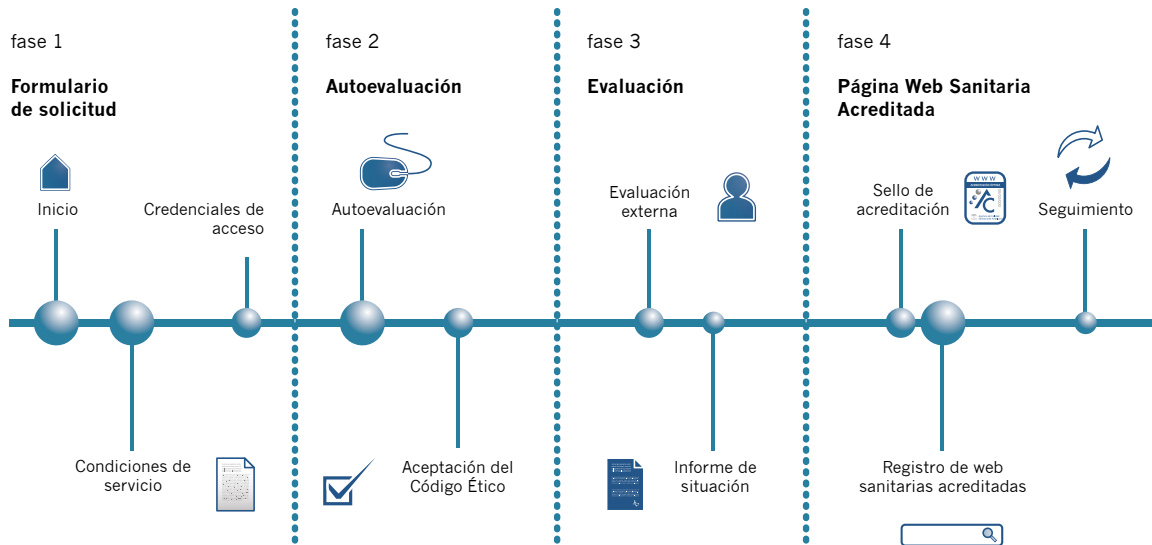 fase 1
Formulario
de solicitud
Inicio
Credenciales de
acceso
Condiciones de
servicio
fase 2
Autoevaluación
Autoevaluación
Aceptación del
Código Ético
fase 3
Evaluación
Evaluación
externa
Informe de
situación
fase 4
Página Web Sanitaria
Acreditada
Sello de
acreditación
WWW
Seguimiento
Registro de web
sanitarias acreditadas